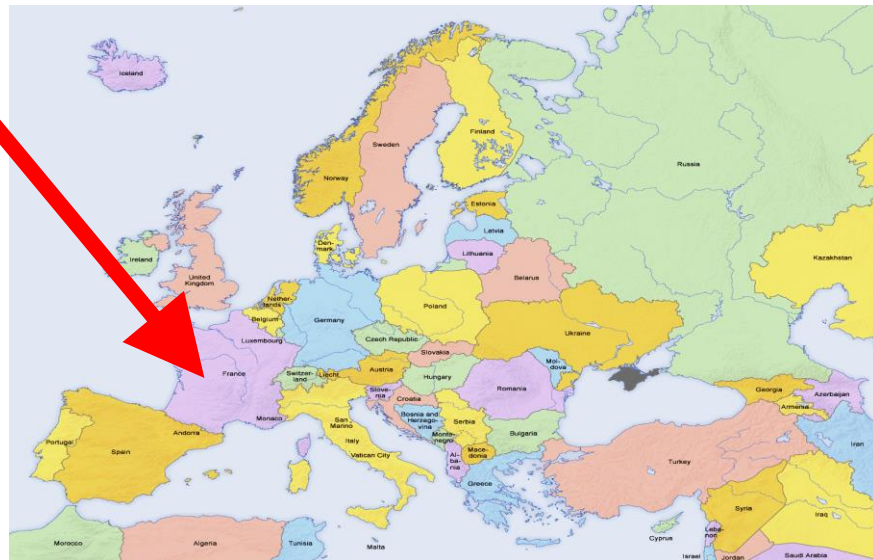 Iceland
Sweden
Finland
Norway
Russia
Estonia
Latvia
Den-
mark
Lithuania
Ireland
United
Kingdom
Belarus
Kazakhstan
Nether-
lands
Poland
Belgium
Germany
Ukraine
Luxembourg
Czech Republic
Slovakia
Mol-
dova
France
Switzer-
land
Liecht.
Austria
Hungary
Romania
Slove-
nia
Croatia
Georgia
Azerbaijan
Armenia
Monaco
San
Marino
Bosnia and
Herzego-
vina
Serbia
Portugal
Andorra
Spain
Italy
Monte-
negro
Bulgaria
Vatican City
Al-
ba-
nia
Mace-
donia
Iran
Turkey
Greece
Syria
Iraq
Morocco
Algeria
Tunisia
Malta
Cyprus
Leba-
non
Israel
Jordan
Saudi Arabia